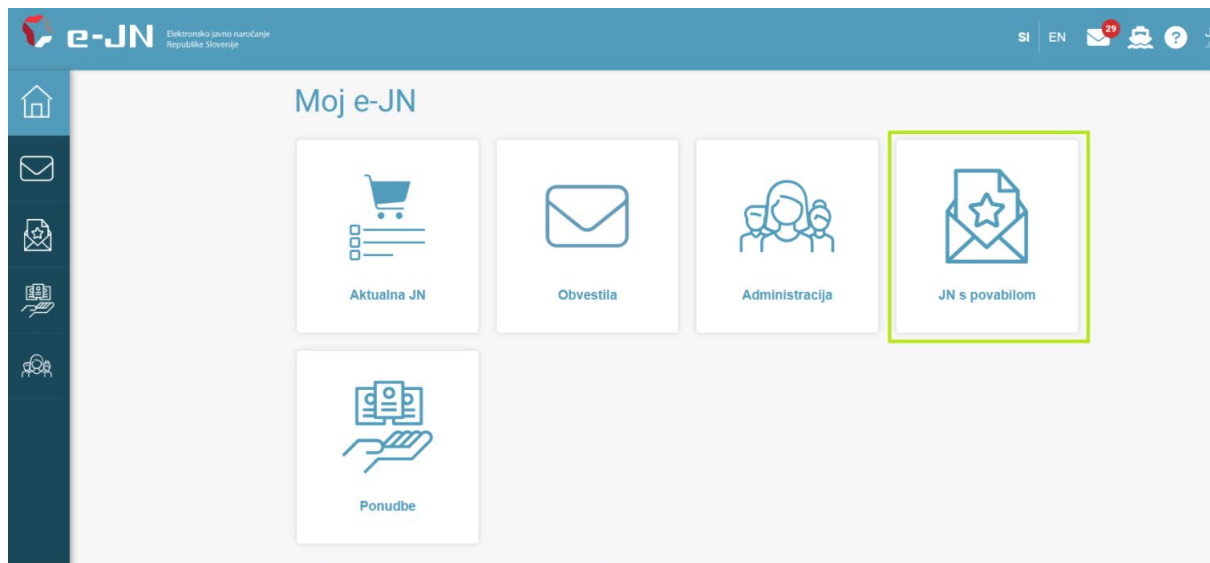 e-JN
Elektronsko javno naročanje
Republike Slovenije
SI EN 29 ?
Moj e-JN
Aktualna JN
Obvestila
Administracija
JN s povabilom
Ponudbe